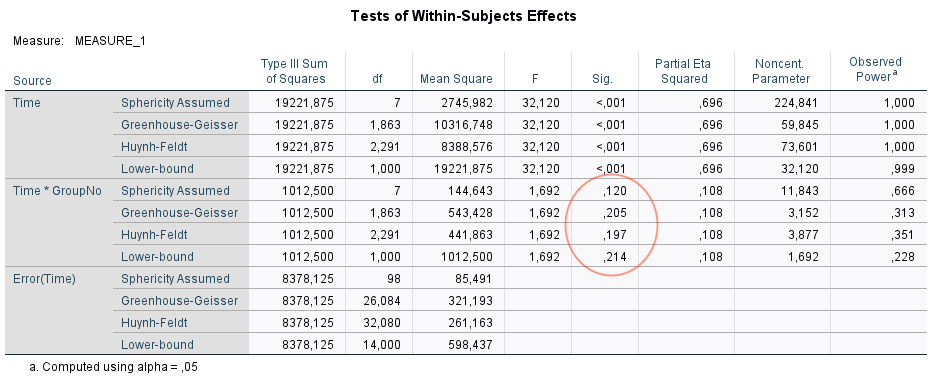 Tests of Within-Subjects Effects
Measure: MEASURE_1
Source Type III Sum of Squares df Mean Square F Sig. Partial Eta Squared Noncent. Parameter Observed Power a
Time Sphericity Assumed 19221,875 7 2745,982 32,120 <,001 ,696 224,841 1,000
Greenhouse-Geisser 19221,875 1,863 10316,748 32,120 <,001 ,696 59,845 1,000
Huynh-Feldt 19221,875 2,291 8388,576 32,120 <,001 ,696 73,601 1,000
Lower-bound 19221,875 1,000 19221,875 32,120 <,001 ,696 32,120 ,999
Time * GroupNo Sphericity Assumed 1012,500 7 144,643 1,692 ,120 ,108 11,843 ,666
Greenhouse-Geisser 1012,500 1,863 543,428 1,692 ,205 ,108 3,152 ,313
Huynh-Feldt 1012,500 2,291 441,863 1,692 ,197 ,108 3,877 ,351
Lower-bound 1012,500 1,000 1012,500 1,692 ,214 ,108 1,692 ,228
Error(Time) Sphericity Assumed 8378,125 98 85,491
Greenhouse-Geisser 8378,125 26,084 321,193
Huynh-Feldt 8378,125 32,080 261,163
Lower-bound 8378,125 14,000 598,437
a. Computed using alpha = ,05